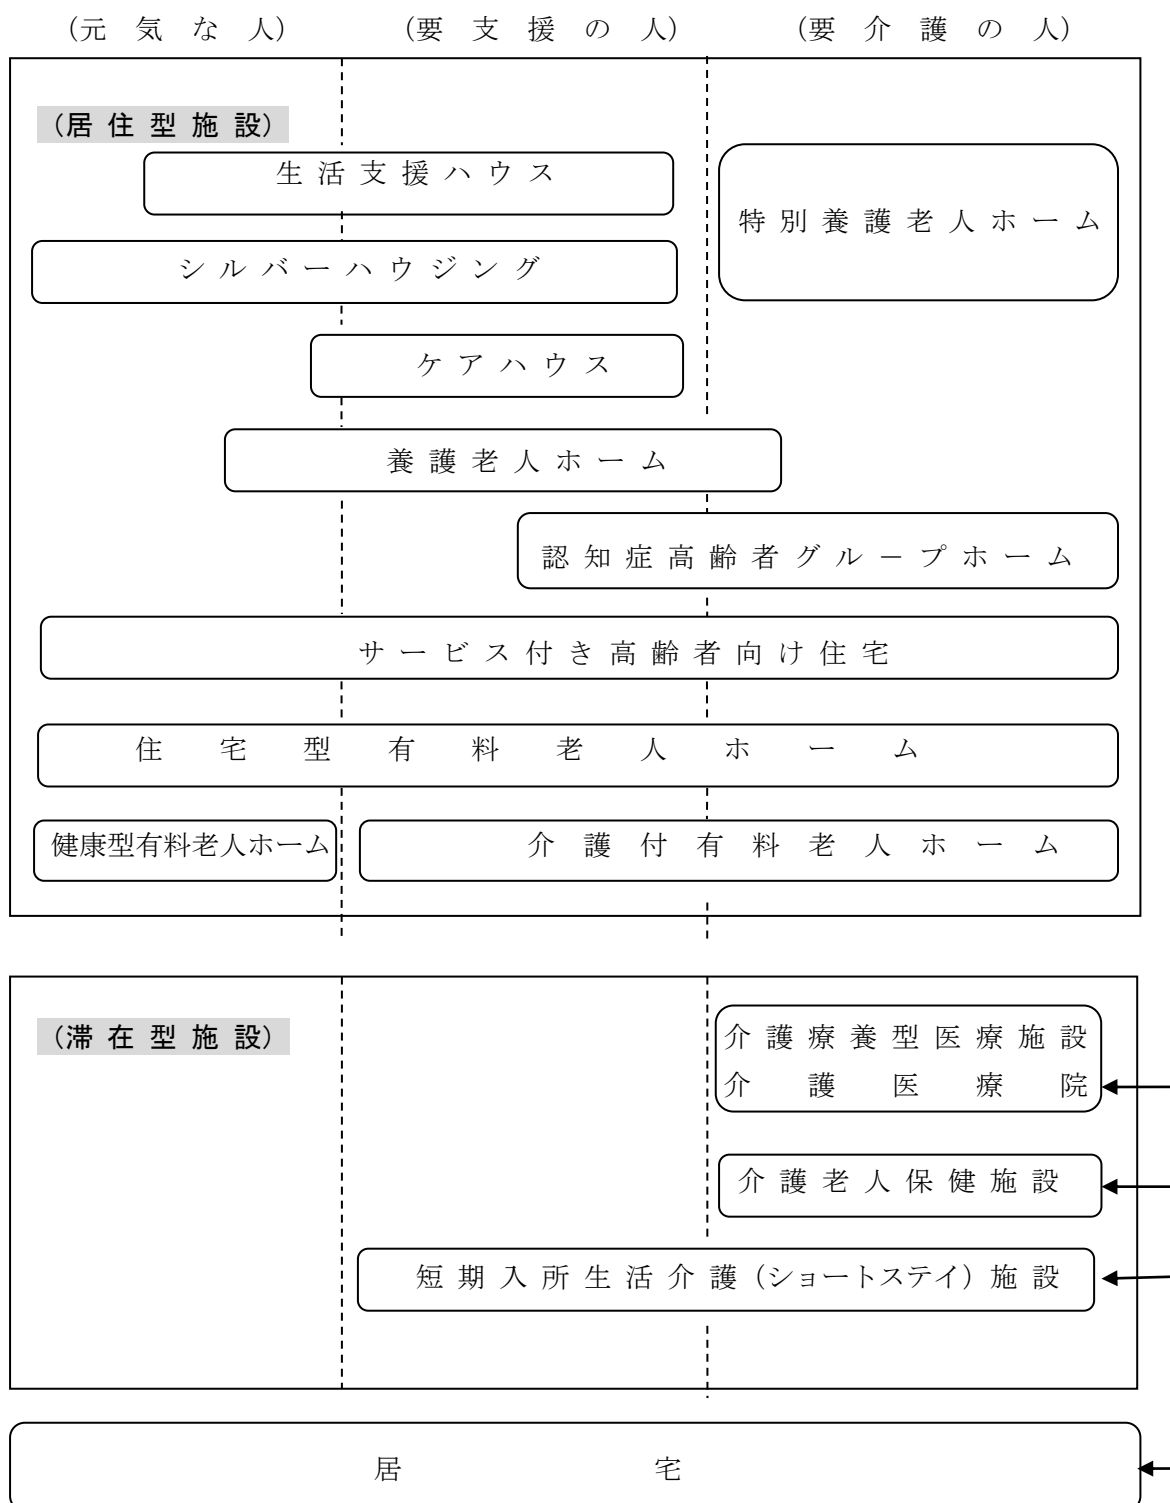 （元気な人）　（要支援の人）　（要介護の人）
（居住型施設）
生活支援ハウス
特別養護老人ホーム
シルバーハウジング
ケアハウス
養護老人ホーム
認知症高齢者グル－プホーム
サービス付き高齢者向け住宅
住宅型有料老人ホーム
健康型有料老人ホーム　介護付有料老人ホーム
（滞在型施設）
介護療養型医療施設
介護医療院
介護老人保健施設
短期入所生活介護（ショートステイ）施設
居宅